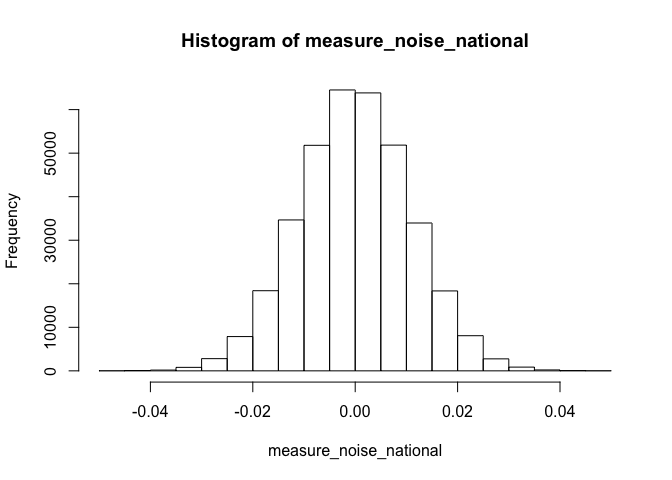 Histogram of measure_noise_national
Frequency
50000
30000
10000
0
-0.04 -0.02 0.00 0.02 0.04
measure_noise_national